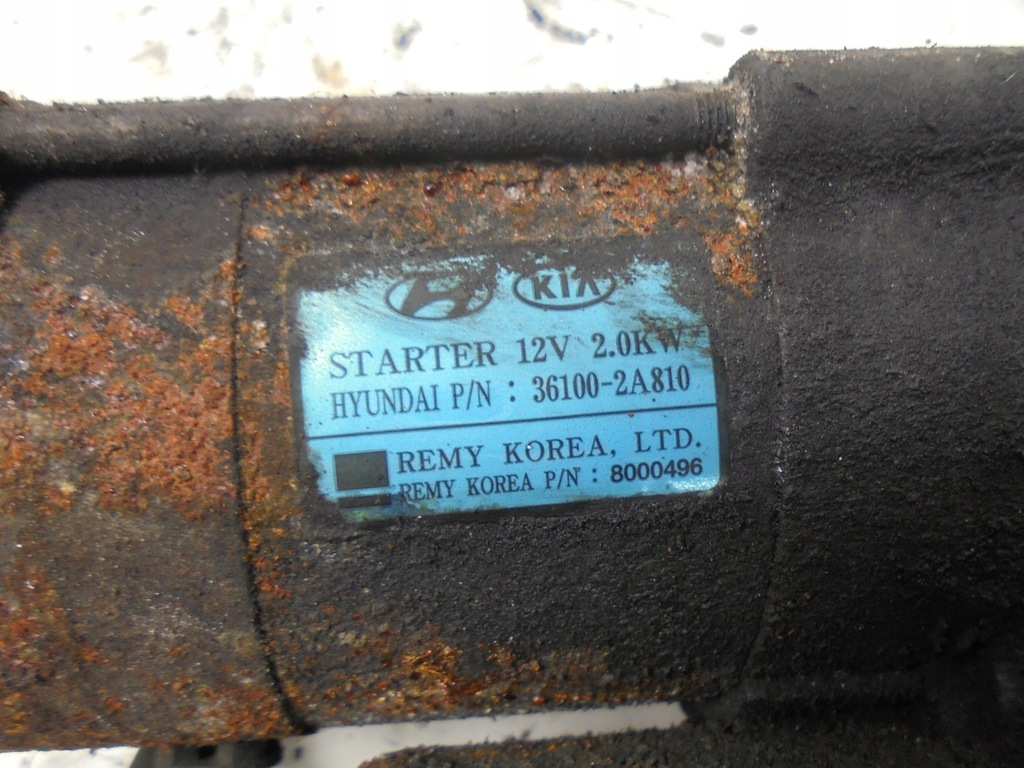 KIA
STARTER 12V 2.0KW
HYUNDAI P/N : 36100-2A810
REMY KOREA, LTD.
REMY KOREA P/N : 8000496